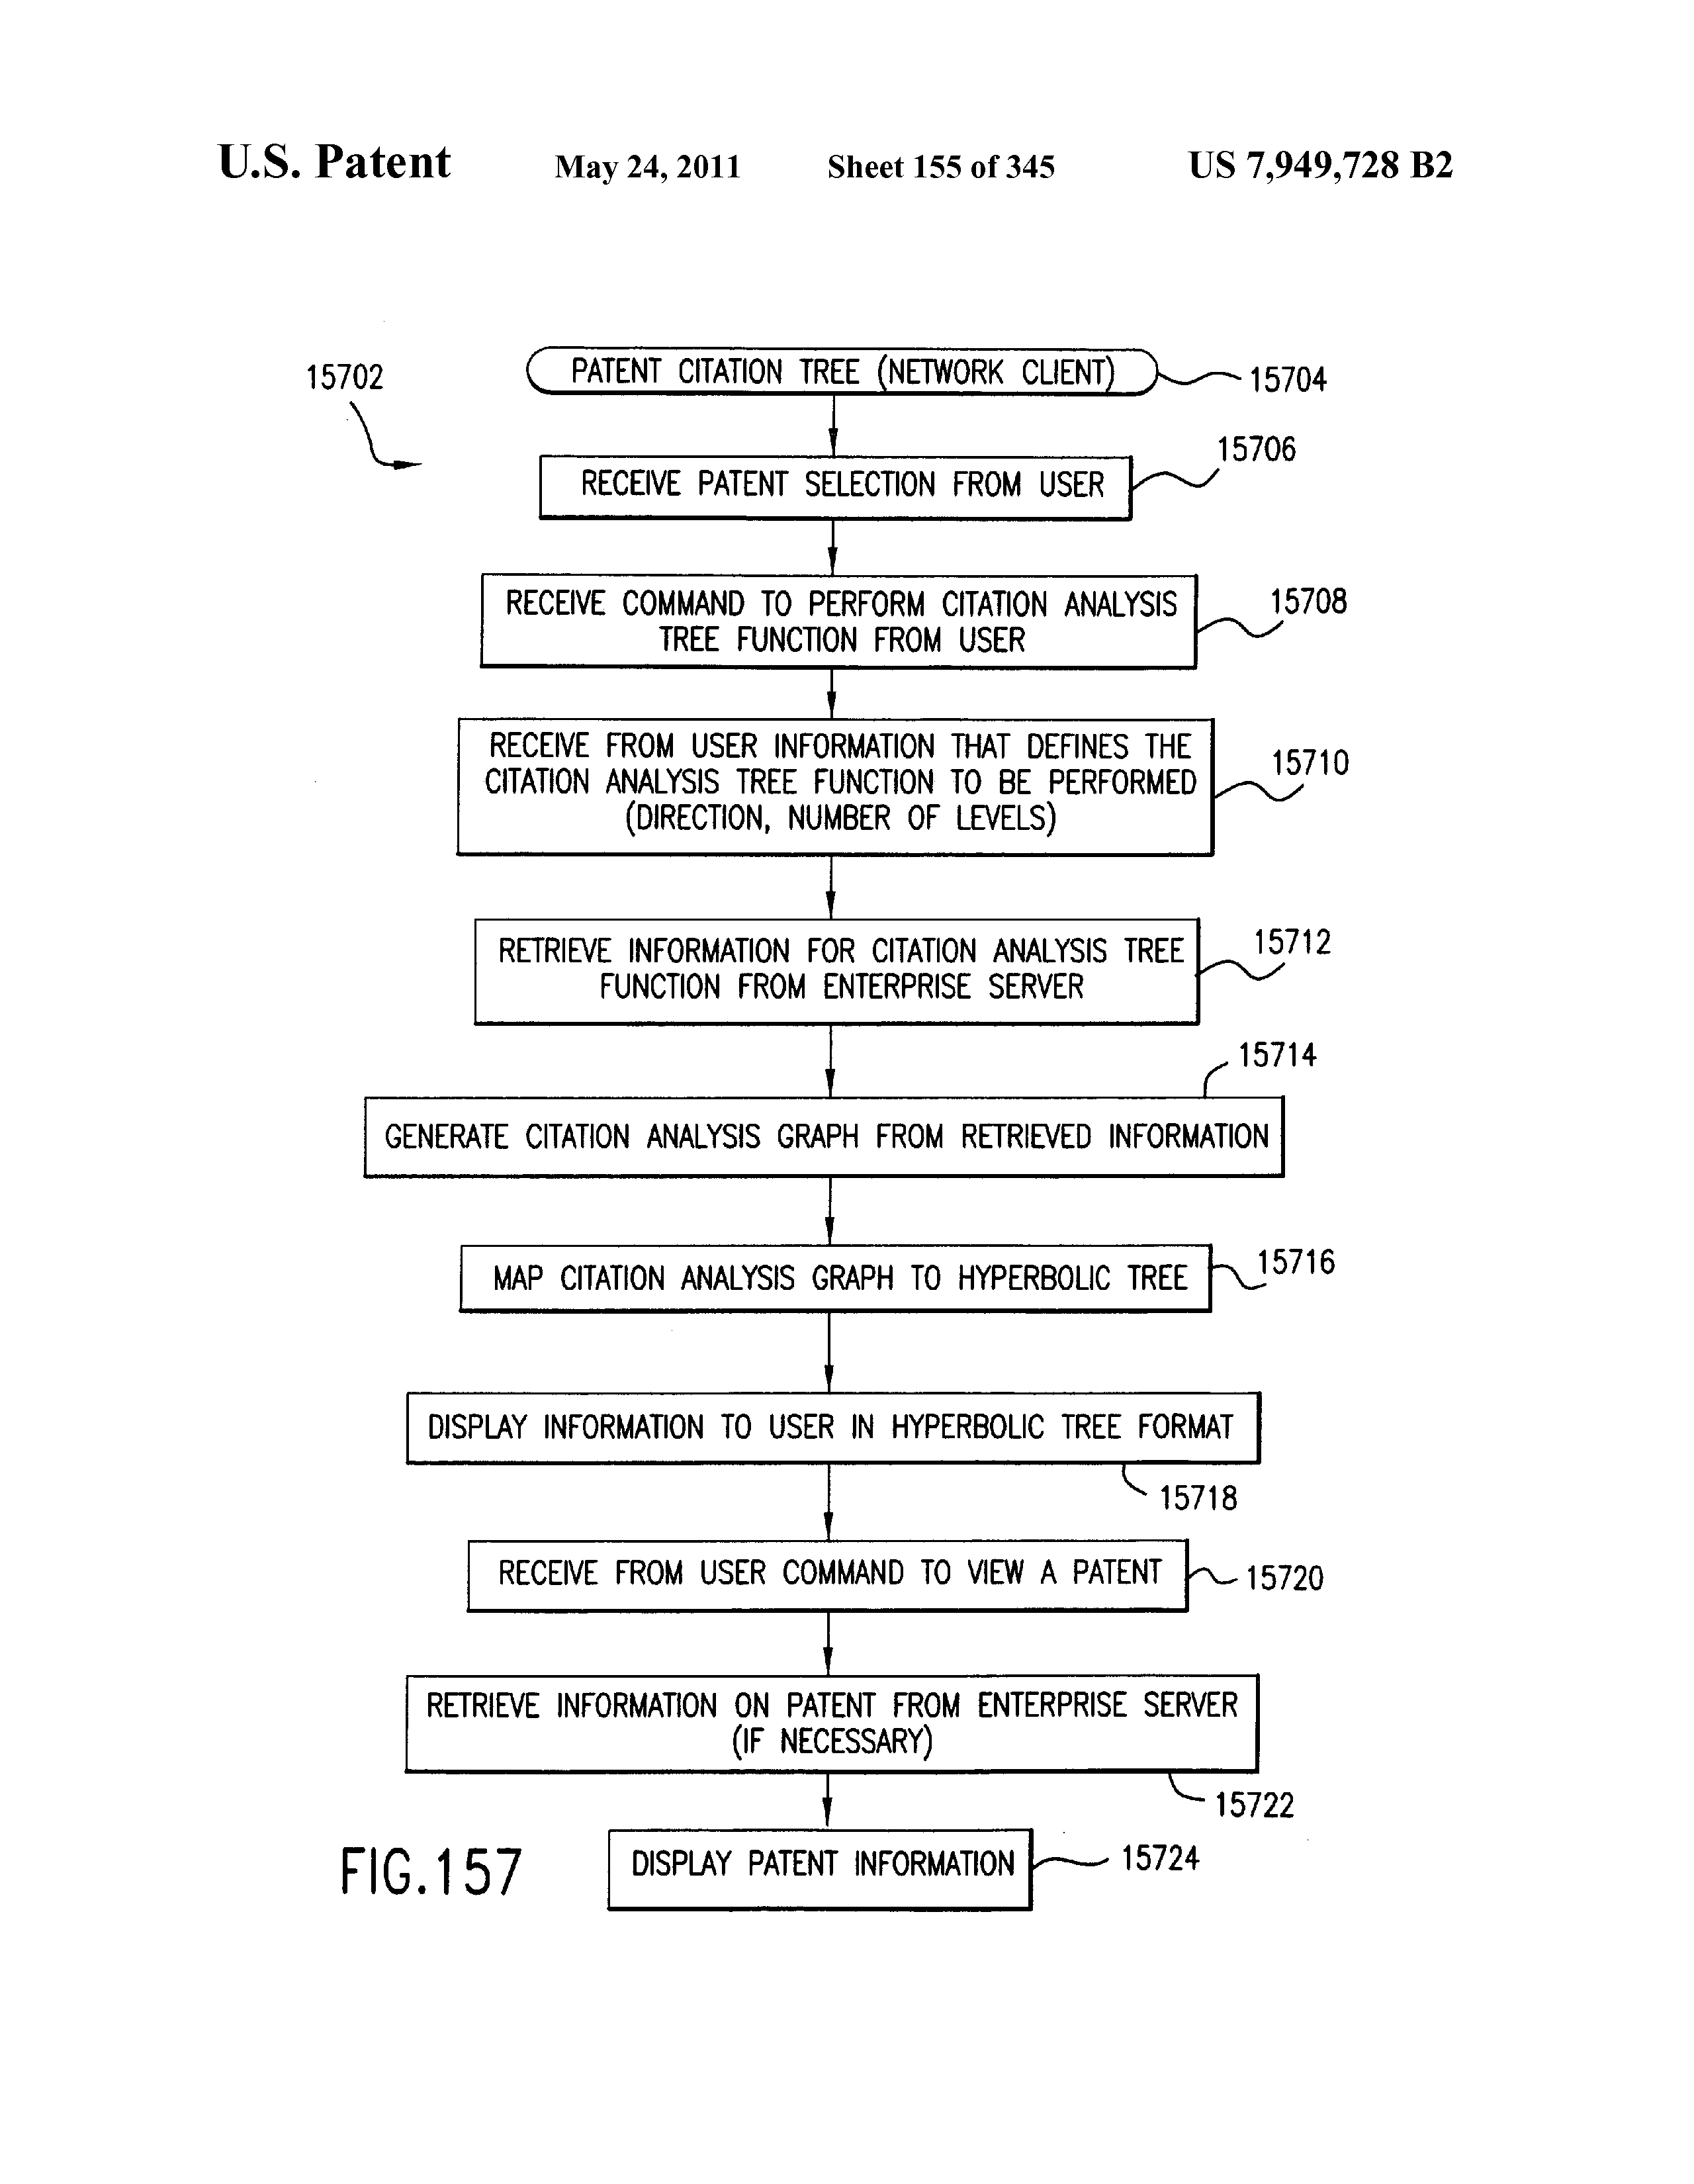 U.S. Patent May 24, 2011 Sheet 155 of 345 US 7,949,728 B2
15702
PATENT CITATION TREE (NETWORK CLIENT)
15704
RECEIVE PATENT SELECTION FROM USER
15706
RECEIVE COMMAND TO PERFORM CITATION ANALYSIS
TREE FUNCTION FROM USER
15708
RECEIVE FROM USER INFORMATION THAT DEFINES THE
CITATION ANALYSIS TREE FUNCTION TO BE PERFORMED
(DIRECTION, NUMBER OF LEVELS)
15710
RETRIEVE INFORMATION FOR CITATION ANALYSIS TREE
FUNCTION FROM ENTERPRISE SERVER
15712
15714
GENERATE CITATION ANALYSIS GRAPH FROM RETRIEVED INFORMATION
MAP CITATION ANALYSIS GRAPH TO HYPERBOLIC TREE
15716
DISPLAY INFORMATION TO USER IN HYPERBOLIC TREE FORMAT
15718
RECEIVE FROM USER COMMAND TO VIEW A PATENT
15720
RETRIEVE INFORMATION ON PATENT FROM ENTERPRISE SERVER
(IF NECESSARY)
15722
DISPLAY PATENT INFORMATION
15724
FIG.157